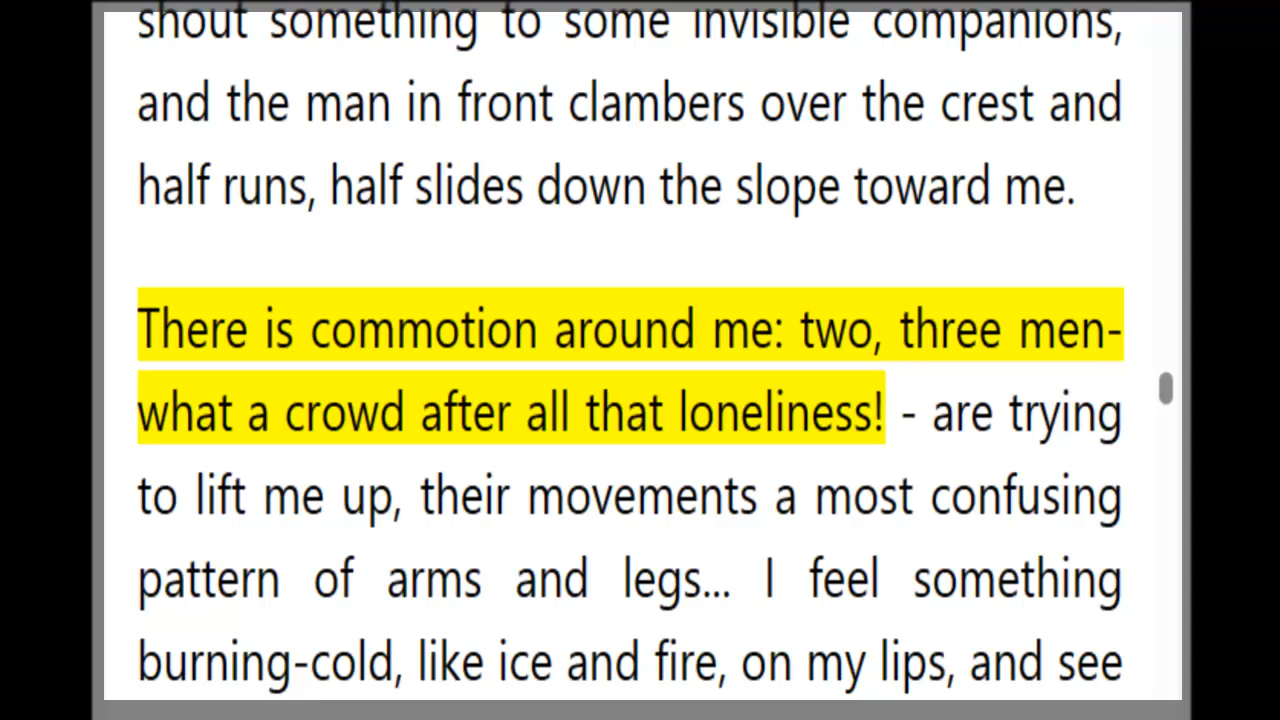 shout something to some invisible companions,
and the man in front clambers over the crest and
half runs, half slides down the slope toward me.
There is commotion around me: two, three men-
what a crowd after all that loneliness! - are trying
to lift me up, their movements a most confusing
pattern of arms and legs... I feel something
burning-cold, like ice and fire, on my lips, and see